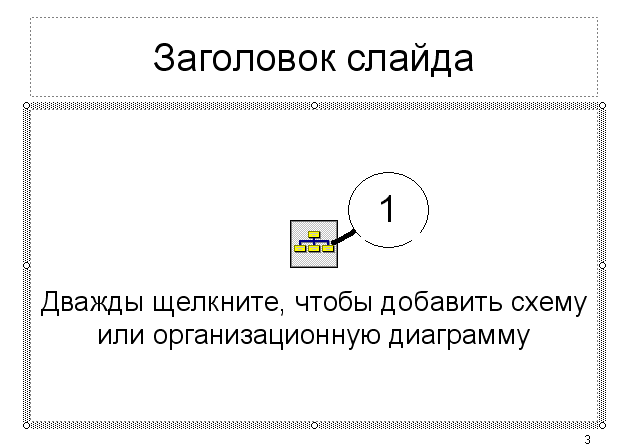 Заголовок слайда
1
Дважды щелкните, чтобы добавить схему
или организационную диаграмму
3